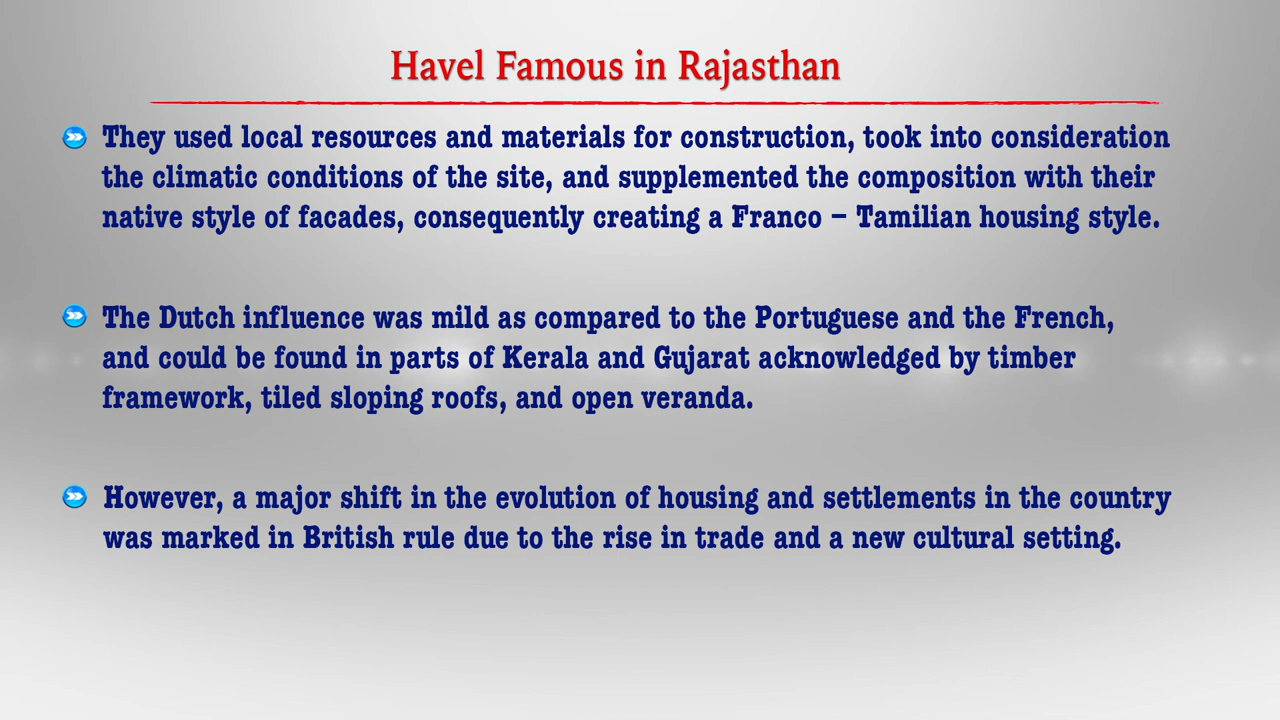 Havel Famous in Rajasthan
They used local resources and materials for construction, took into consideration
the climatic conditions of the site, and supplemented the composition with their
native style of facades, consequently creating a Franco – Tamilian housing style.
The Dutch influence was mild as compared to the Portuguese and the French,
and could be found in parts of Kerala and Gujarat acknowledged by timber
framework, tiled sloping roofs, and open veranda.
However, a major shift in the evolution of housing and settlements in the country
was marked in British rule due to the rise in trade and a new cultural setting.